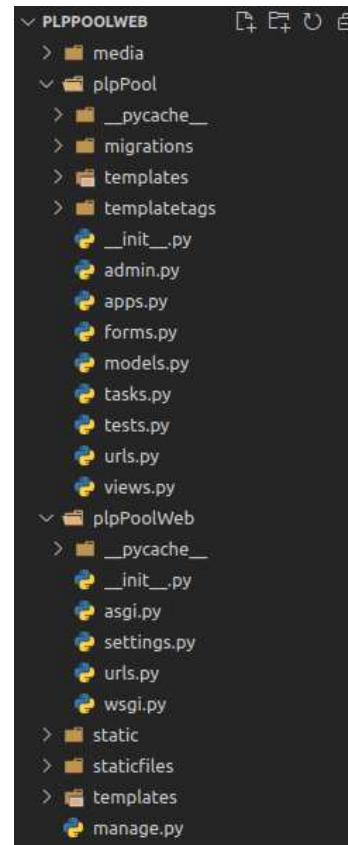 PLPPOOLWEB
media
plpPool
__pycache__
migrations
templates
templatetags
__init__.py
admin.py
apps.py
forms.py
models.py
tasks.py
tests.py
urls.py
views.py
plpPoolWeb
__pycache__
__init__.py
asgi.py
settings.py
urls.py
wsgi.py
static
staticfiles
templates
manage.py